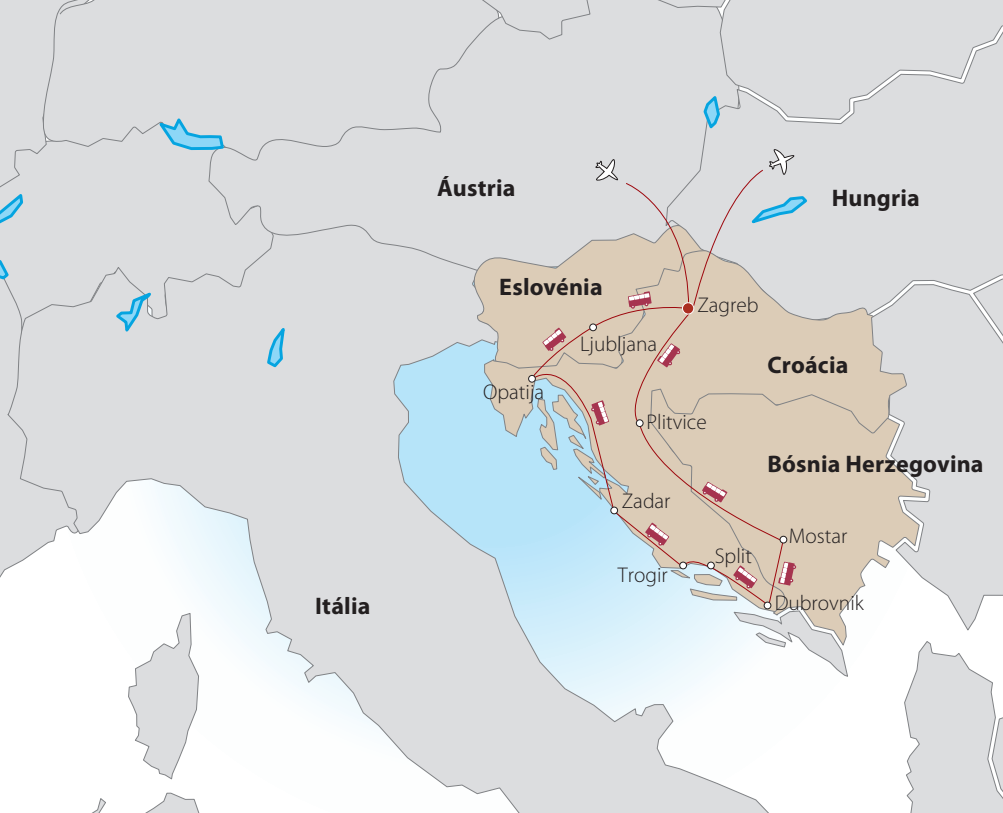 Áustria
Hungria
Eslovénia
Zagreb
Ljubljana
Croácia
Opatija
Plitvice
Bósnia Herzegovina
Zadar
Mostar
Split
Trogir
Dubrovnik
Itália